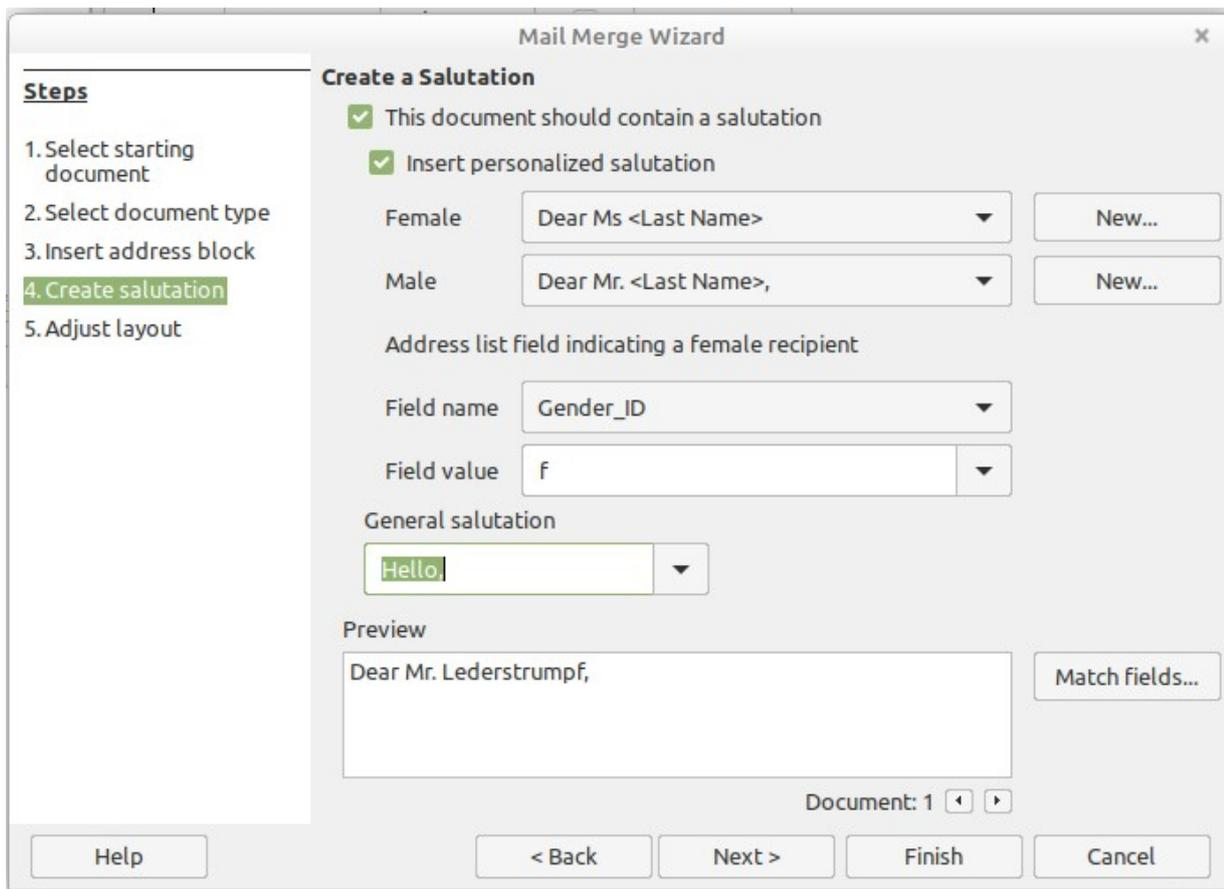 Mail Merge Wizard
Steps
1. Select starting
document
2. Select document type
3. Insert address block
4. Create salutation
5. Adjust layout
Create a Salutation
This document should contain a salutation
Insert personalized salutation
Female Dear Ms <Last Name> New...
Male Dear Mr. <Last Name>, New...
Address list field indicating a female recipient
Field name Gender_ID
Field value f
General salutation
Hello,
Preview
Dear Mr. Lederstrumpf,
Match fields...
Document: 1
Help < Back Next > Finish Cancel